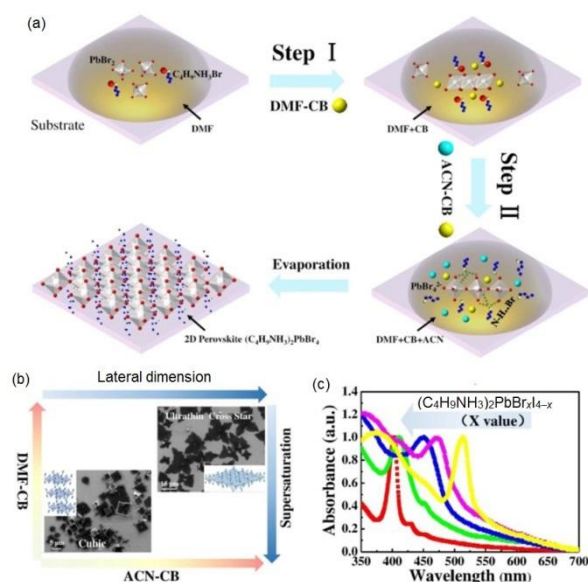 (a)
PbBr2
C4H9NH3Br
Substrate
DMF
Step I
DMF-CB
DMF+CB
ACN-CB
Step II
PbBr4
N-H...Br
DMF+CB+ACN
Evaporation
2D Perovskite (C4H9NH3)2PbBr4
(b)
Lateral dimension
DMF-CB
Ultrathin Cross Star
Cubic
Supersaturation
ACN-CB
(c)
(C4H9NH3)2PbBrxI4−x
(X value)
Absorbance (a.u.)
1.4
1.2
1.0
0.8
0.6
0.4
0.2
0.0
350 400 450 500 550 600 650 700
Wavelength (nm)